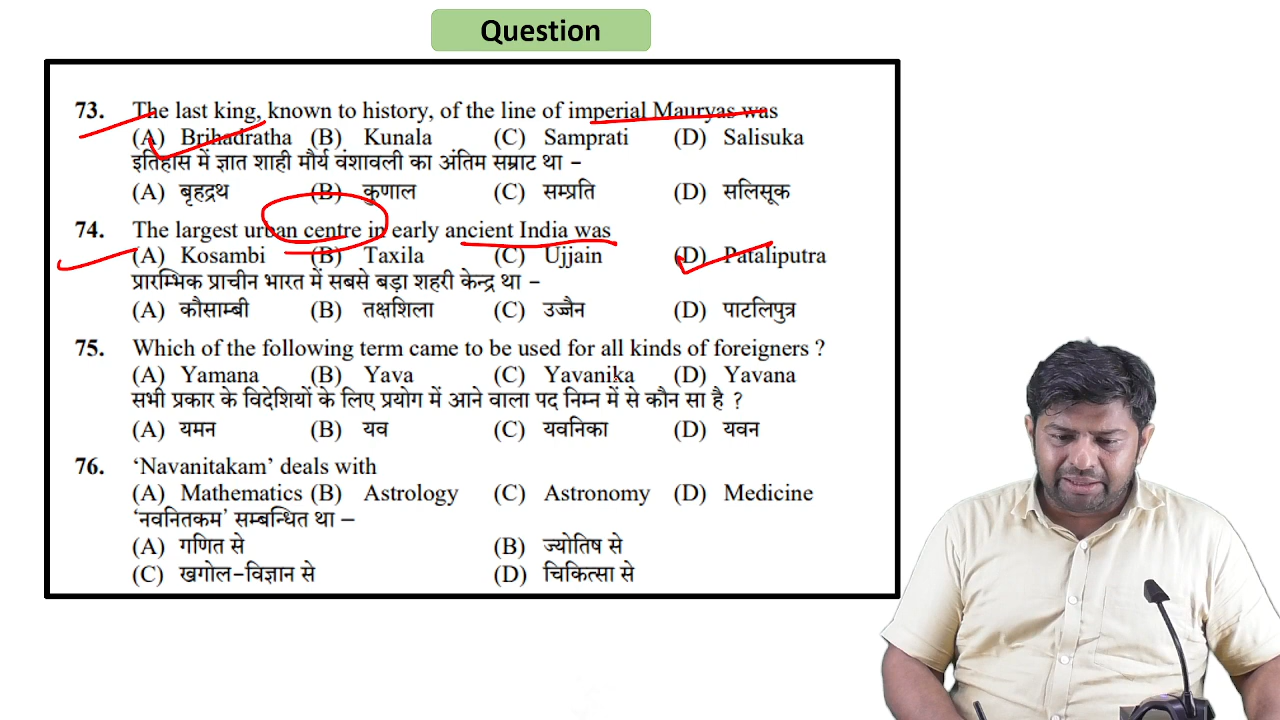 Question
73. The last king, known to history, of the line of imperial Mauryas was
(A) Brihadratha (B) Kunala (C) Samprati (D) Salisuka
इतिहास में ज्ञात शाही मौर्य वंशावली का अंतिम सम्राट था –
(A) बृहद्रथ (B) कुणाल (C) सम्प्रति (D) सलिसूक
74. The largest urban centre in early ancient India was
(A) Kosambi (B) Taxila (C) Ujjain (D) Pataliputra
प्रारम्भिक प्राचीन भारत में सबसे बड़ा शहरी केन्द्र था –
(A) कौसाम्बी (B) तक्षशिला (C) उज्जैन (D) पाटलिपुत्र
75. Which of the following term came to be used for all kinds of foreigners ?
(A) Yamana (B) Yava (C) Yavanika (D) Yavana
सभी प्रकार के विदेशियों के लिए प्रयोग में आने वाला पद निम्न में से कौन सा है ?
(A) यमन (B) यव (C) यवनिका (D) यवन
76. ‘Navanitakam’ deals with
(A) Mathematics (B) Astrology (C) Astronomy (D) Medicine
‘नवनितकम’ सम्बन्धित था –
(A) गणित से (B) ज्योतिष से
(C) खगोल-विज्ञान से (D) चिकित्सा से